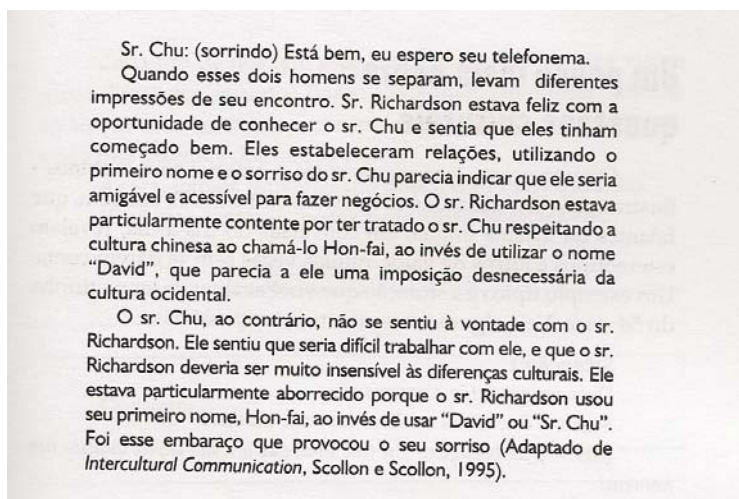 Sr. Chu: (sorrindo) Está bem, eu espero seu telefonema.
Quando esses dois homens se separam, levam diferentes
impressões de seu encontro. Sr. Richardson estava feliz com a
oportunidade de conhecer o sr. Chu e sentia que eles tinham
começado bem. Eles estabeleceram relações, utilizando o
primeiro nome e o sorriso do sr. Chu parecia indicar que ele seria
amigável e acessível para fazer negócios. O sr. Richardson estava
particularmente contente por ter tratado o sr. Chu respeitando a
cultura chinesa ao chamá-lo Hon-fai, ao invés de utilizar o nome
“David”, que parecia a ele uma imposição desnecessária da
cultura ocidental.
O sr. Chu, ao contrário, não se sentiu à vontade com o sr.
Richardson. Ele sentiu que seria difícil trabalhar com ele, e que o sr.
Richardson deveria ser muito insensível às diferenças culturais. Ele
estava particularmente aborrecido porque o sr. Richardson usou
seu primeiro nome, Hon-fai, ao invés de usar “David” ou “Sr. Chu”.
Foi esse embaraço que provocou o seu sorriso (Adaptado de
Intercultural Communication, Scollon e Scollon, 1995).